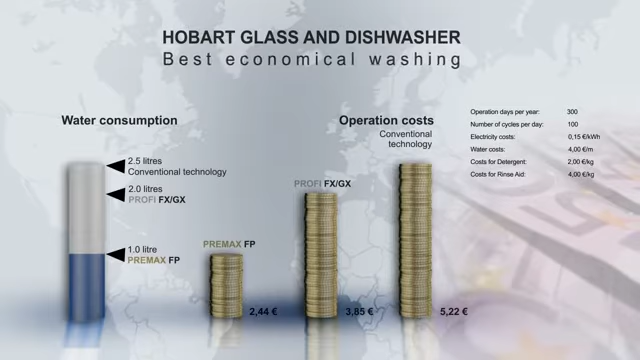 HOBART GLASS AND DISHWASHER
Best economical washing
Water consumption
2.5 litres
Conventional technology
2.0 litres
PROFI FX/GX
1.0 litre
PREMAX FP
Operation costs
Conventional
technology
PROFI FX/GX
PREMAX FP
2,44 €
3,85 €
5,22 €
Operation days per year: 300
Number of cycles per day: 100
Electricity costs: 0,15 €/kWh
Water costs: 4,00 €/m
Costs for Detergent: 2,00 €/kg
Costs for Rinse Aid: 4,00 €/kg